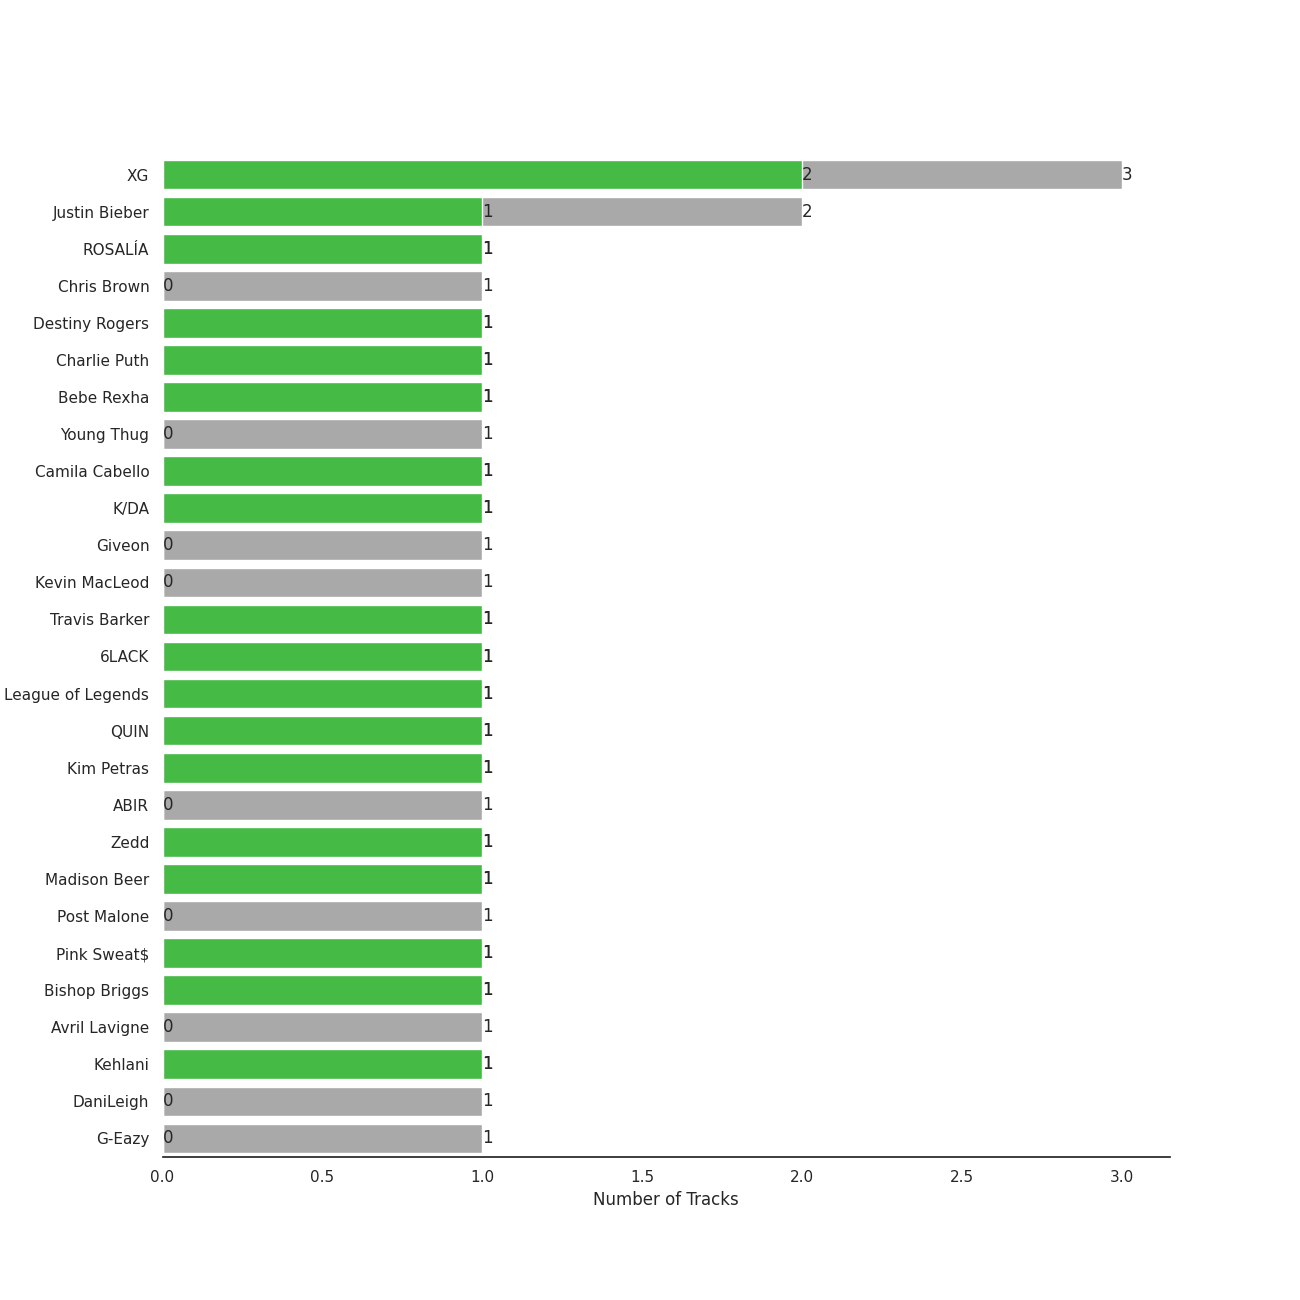 XG 2 3
Justin Bieber 1 2
ROSALÍA 1
Chris Brown 0 1
Destiny Rogers 1
Charlie Puth 1
Bebe Rexha 1
Young Thug 0 1
Camila Cabello 1
K/DA 1
Giveon 0 1
Kevin MacLeod 0 1
Travis Barker 1
6LACK 1
League of Legends 1
QUIN 1
Kim Petras 1
ABIR 0 1
Zedd 1
Madison Beer 1
Post Malone 0 1
Pink Sweat$ 1
Bishop Briggs 1
Avril Lavigne 0 1
Kehlani 1
DaniLeigh 0 1
G-Eazy 0 1
0.0 0.5 1.0 1.5 2.0 2.5 3.0
Number of Tracks